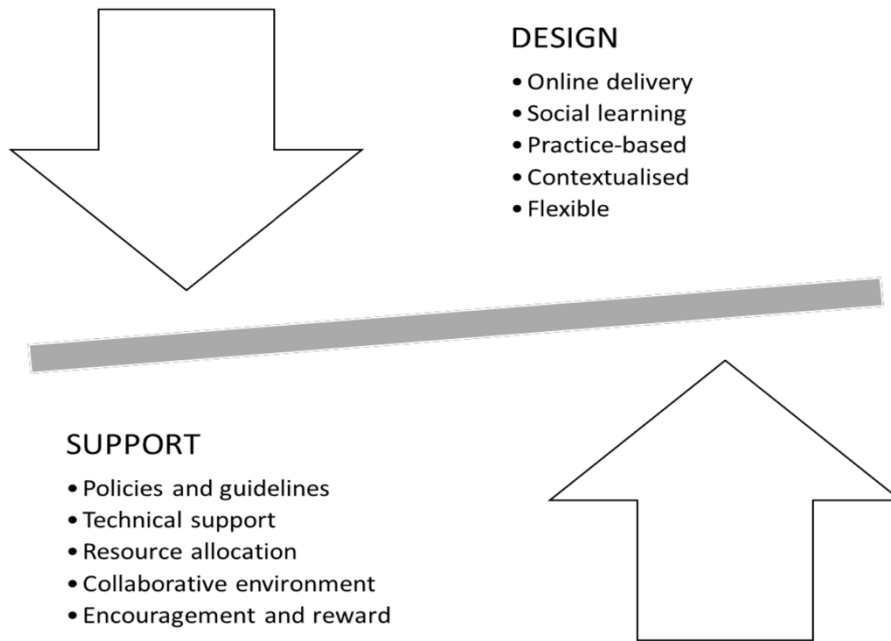 DESIGN
• Online delivery
• Social learning
• Practice-based
• Contextualised
• Flexible
SUPPORT
• Policies and guidelines
• Technical support
• Resource allocation
• Collaborative environment
• Encouragement and reward